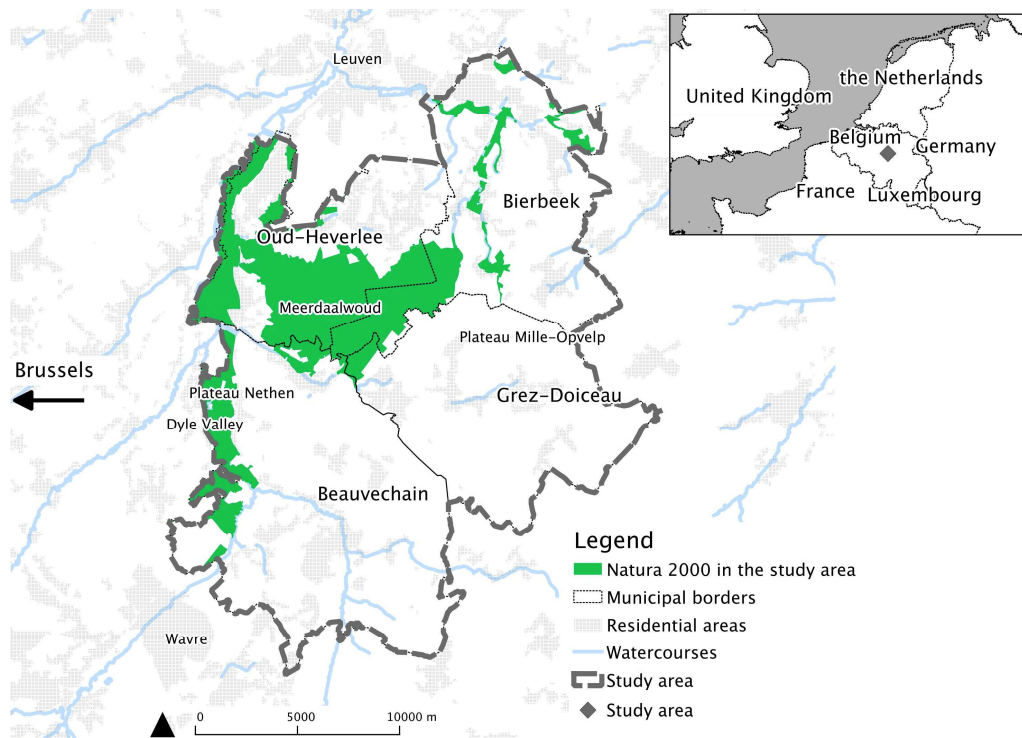 Leuven
Bierbeek
Oud-Heverlee
Meerdaalwoud
Plateau Mille-Opvelp
Brussels
Plateau Nethen
Grez-Doiceau
Dyle Valley
Beauvechain
Wavre
0 5000 10000 m
the Netherlands
United Kingdom
Belgium
Germany
France
Luxembourg
Legend
Natura 2000 in the study area
Municipal borders
Residential areas
Watercourses
Study area
Study area